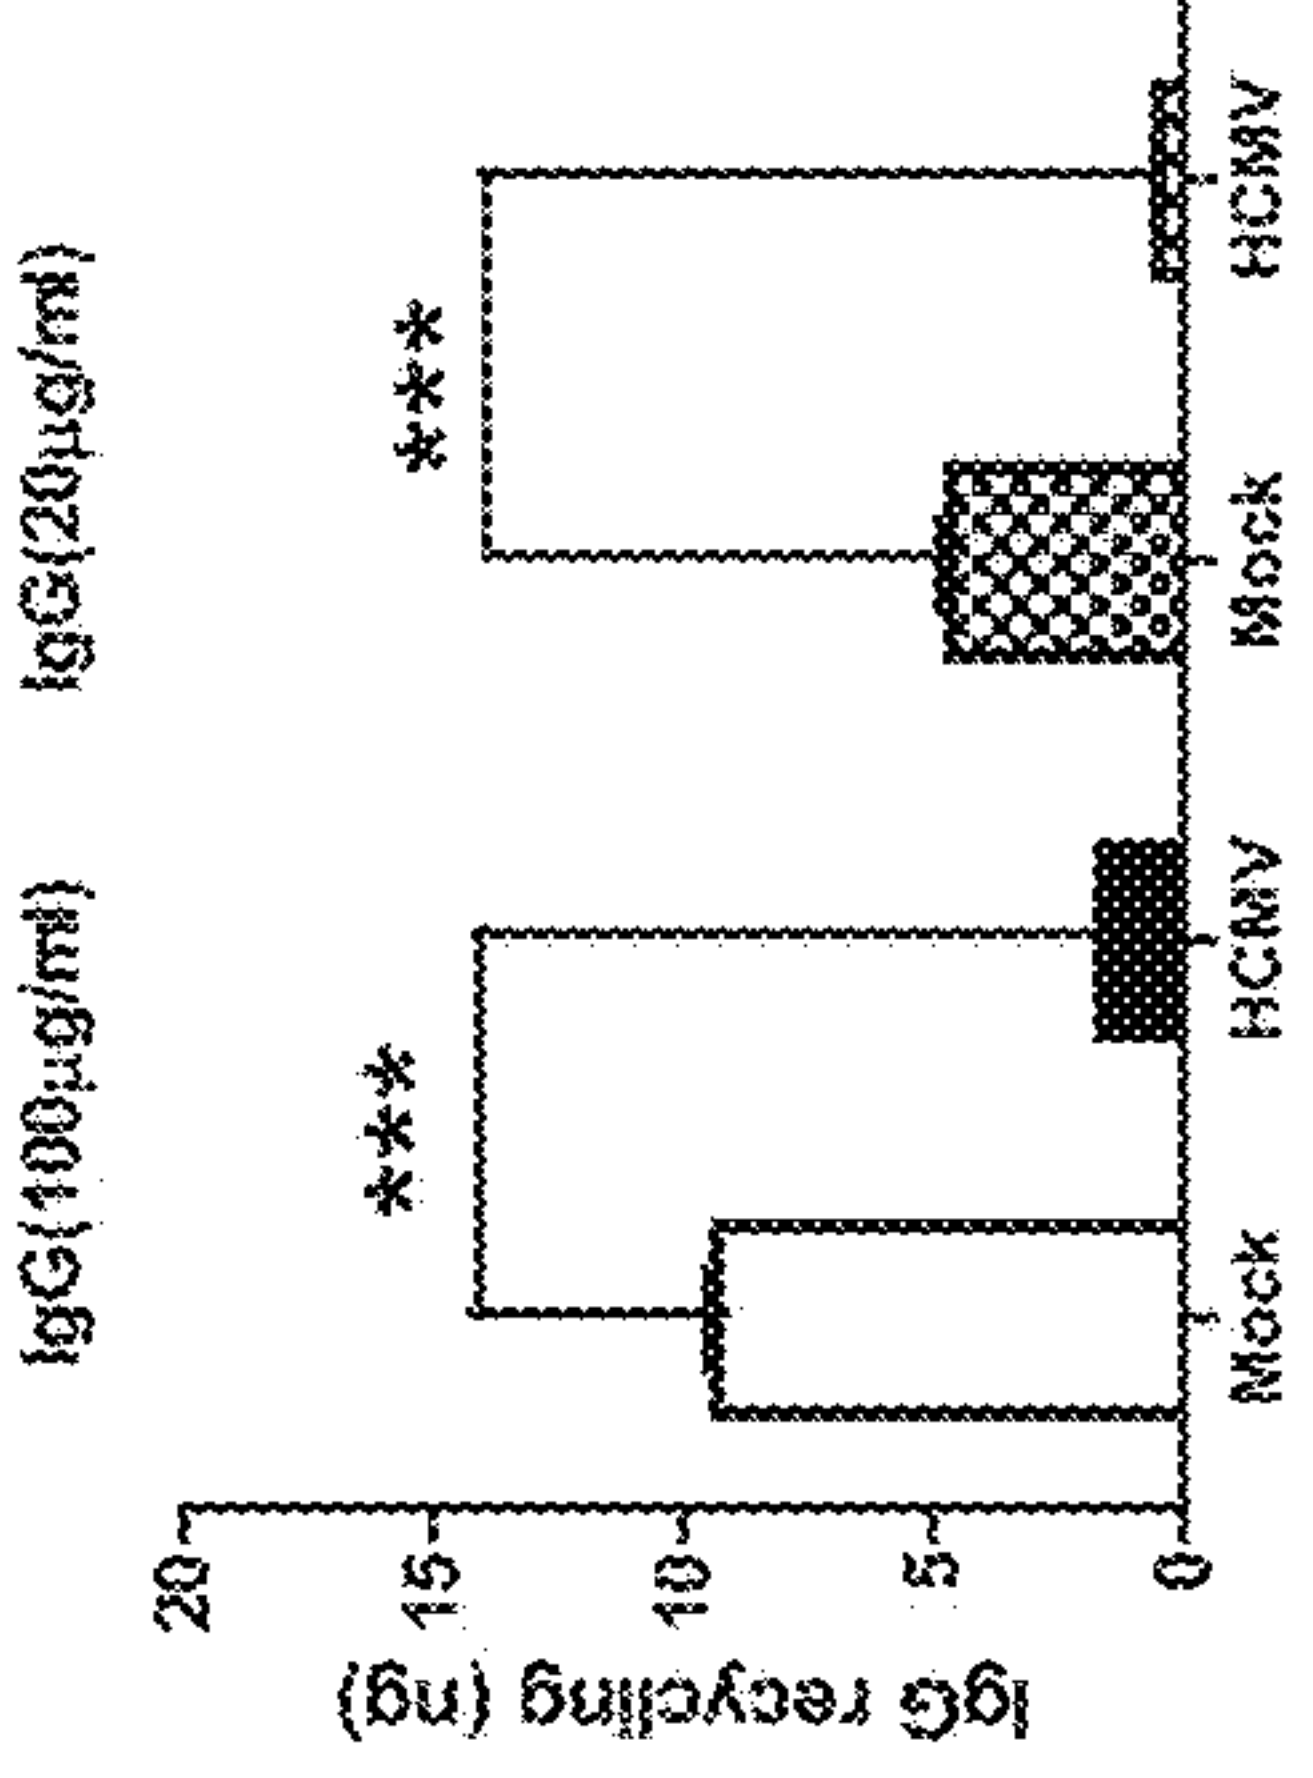 IgG(100µg/ml) IgG(20µg/ml)
***
***
20
15
10
5
0
IgG recycling (ng)
Mock HCMV Mock HCMV